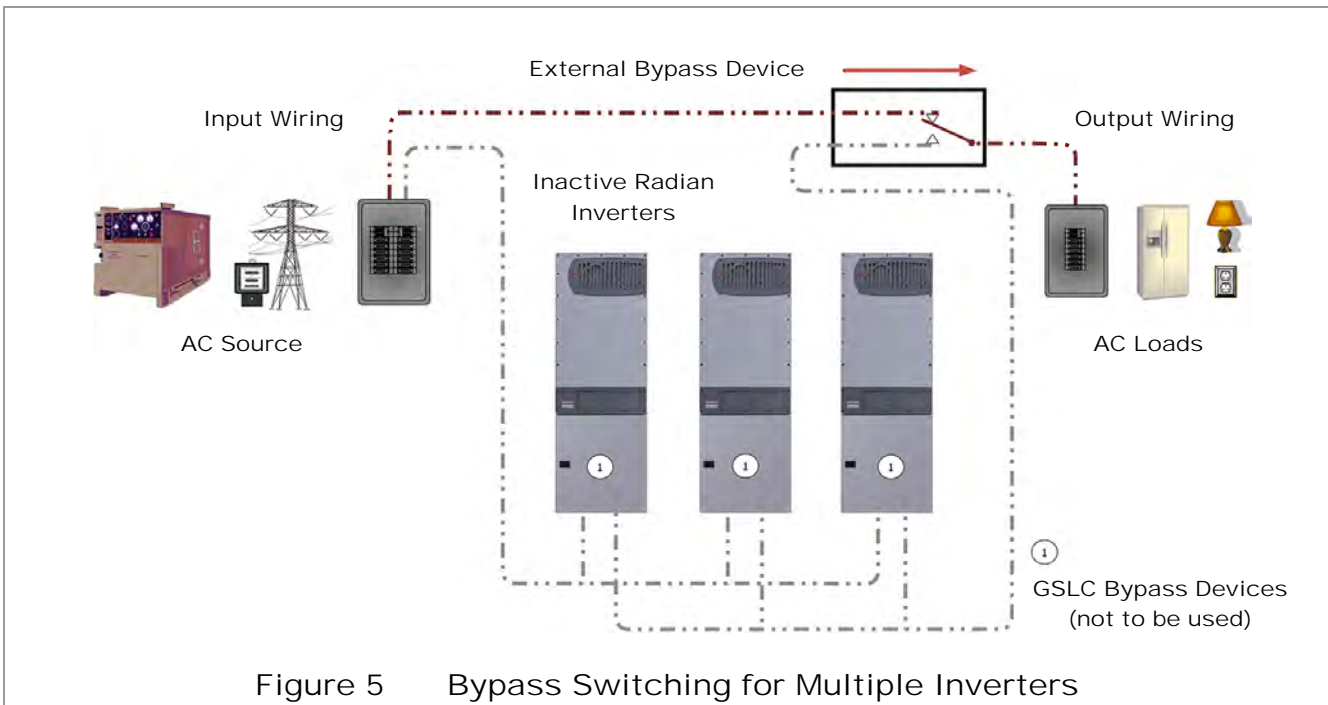 External Bypass Device
Input Wiring
Output Wiring
Inactive Radian
Inverters
AC Source
AC Loads
1
1
1
1
GSLC Bypass Devices
(not to be used)
Figure 5 Bypass Switching for Multiple Inverters